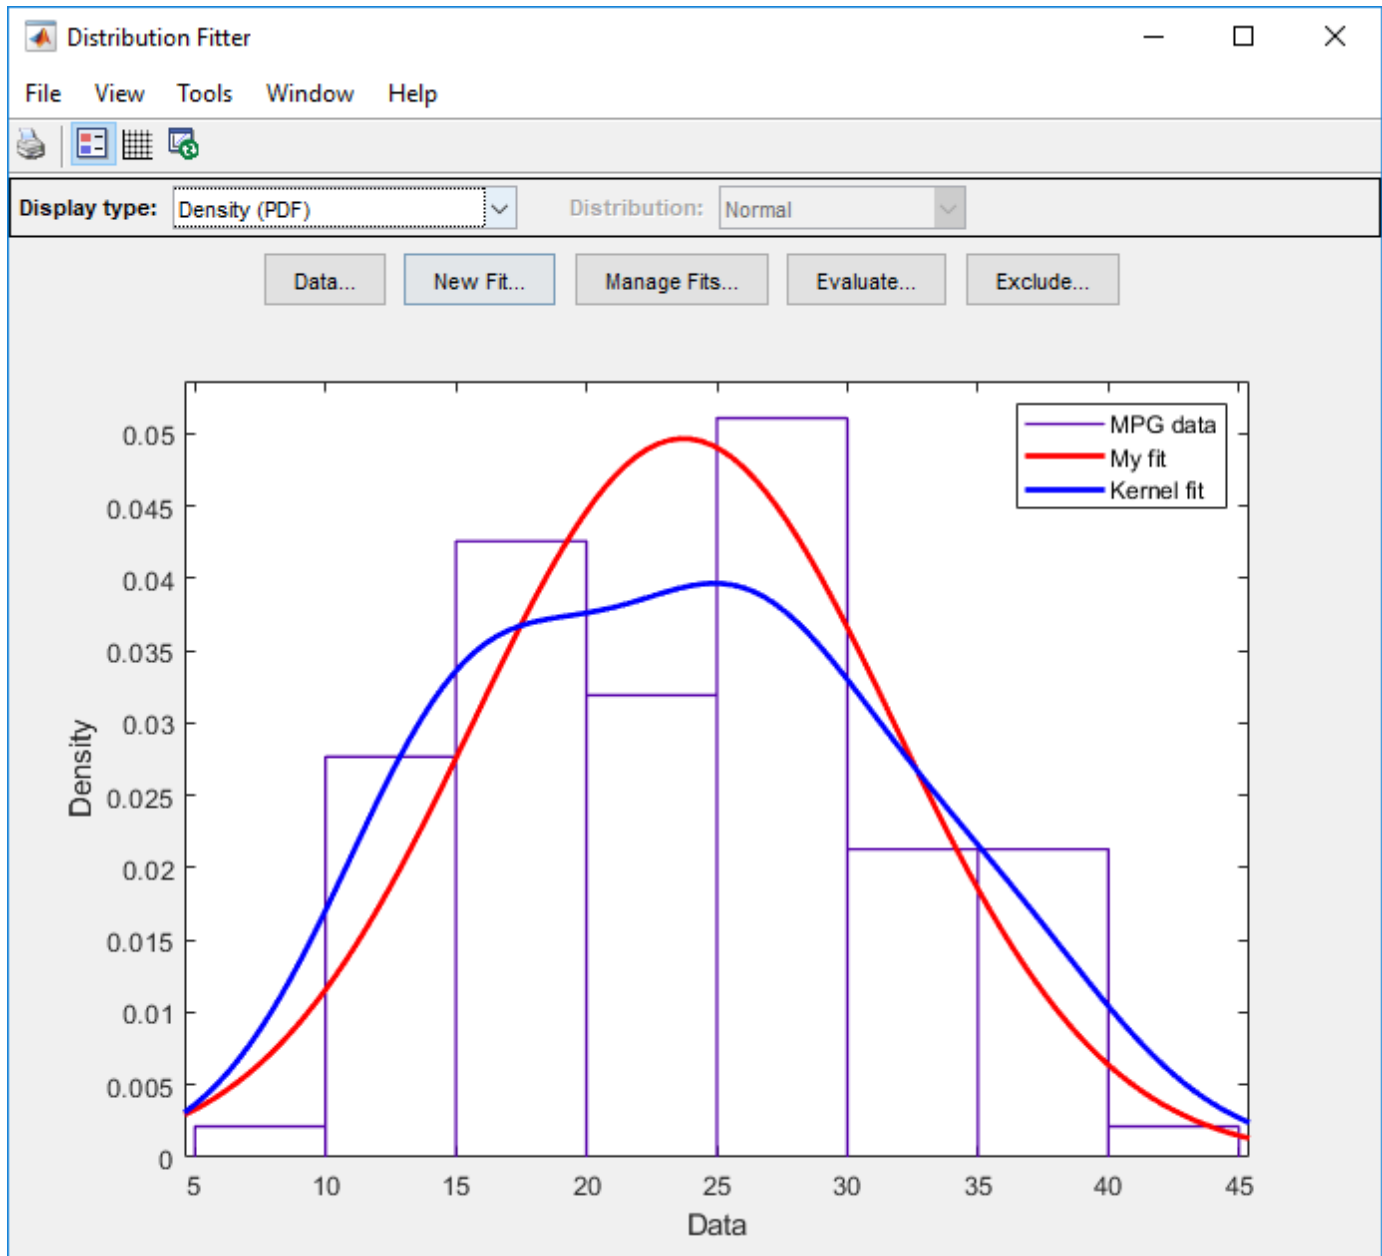 Distribution Fitter
File View Tools Window Help
Display type: Density (PDF) Distribution: Normal
Data... New Fit... Manage Fits... Evaluate... Exclude...
MPG data
My fit
Kernel fit
0.05
0.045
0.04
0.035
0.03
0.025
0.02
0.015
0.01
0.005
0
Density
5 10 15 20 25 30 35 40 45
Data